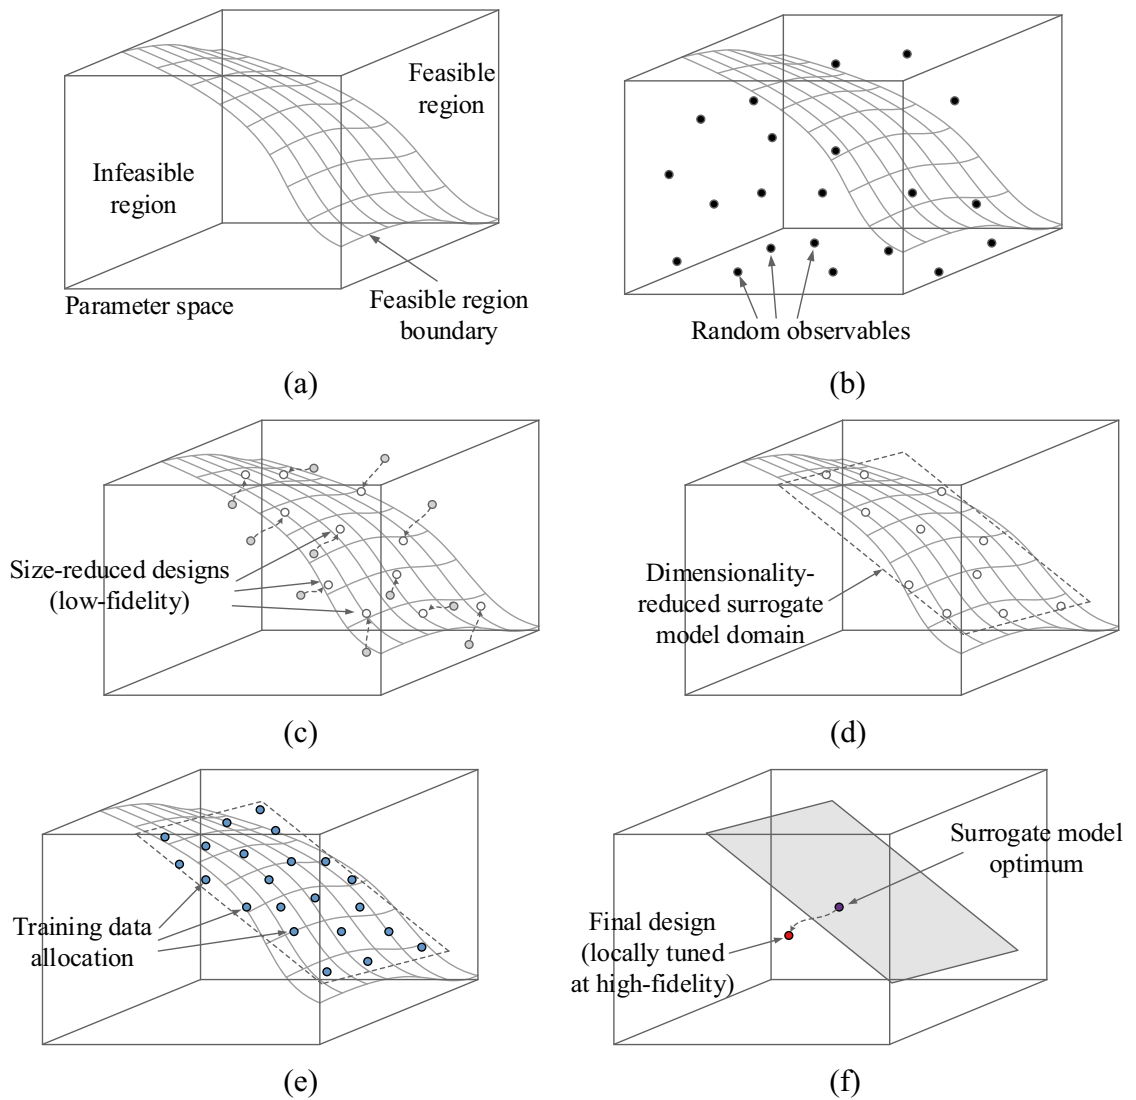 Feasible
region
Infeasible
region
Parameter space
Feasible region
boundary
(a)
Random observables
(b)
Size-reduced designs
(low-fidelity)
(c)
Dimensionality-
reduced surrogate
model domain
(d)
Training data
allocation
(e)
Surrogate model
optimum
Final design
(locally tuned
at high-fidelity)
(f)